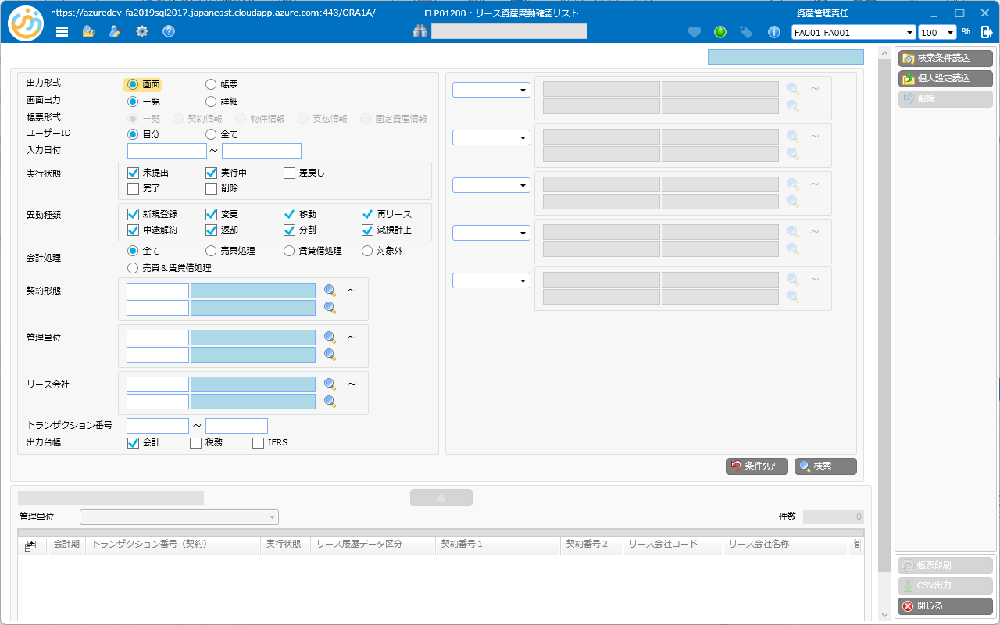 https://azuredev-fa2019sql2017.japaneast.cloudapp.azure.com:443/ORA1A/ FLP01200：リース資産異動確認リスト 資産管理責任
FA001 FA001 100 %
出力形式 画面 帳票
画面出力 一覧 詳細
帳票形式 一覧 契約情報 物件情報 支払情報 固定資産情報
ユーザーID 自分 全て
入力日付 ～
実行状態 未提出 実行中 差戻し
完了 削除
異動種類 新規登録 変更 移動 再リース
中途解約 返却 分割 減損計上
会計処理 全て 売買処理 賃貸借処理 対象外
売買＆賃貸借処理
契約形態 ～
管理単位 ～
リース会社 ～
トランザクション番号 ～
出力台帳 会計 税務 IFRS
～
～
～
～
～
条件ｸﾘｱ 検索
管理単位 件数 0
会計期 トランザクション番号（契約） 実行状態 リース履歴データ区分 契約番号１ 契約番号２ リース会社コード リース会社名称
検索条件読込
個人設定読込
解除
帳票印刷
CSV出力
閉じる